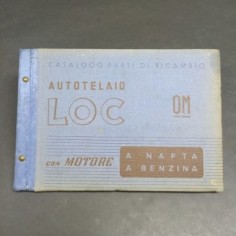 CATALOGO PARTI DI RICAMBIO
AUTOTELAIO
LOC
OM
CON MOTORE
A NAFTA
A BENZINA